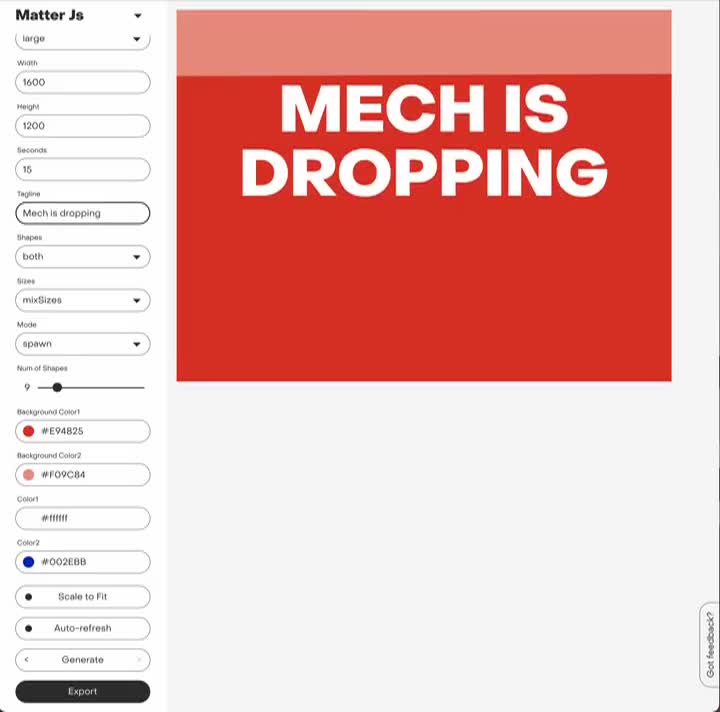 Matter Js
large
Width
1600
Height
1200
Seconds
15
Tagline
Mech is dropping
Shapes
both
Sizes
mixSizes
Mode
spawn
Num of Shapes
9
Background Color1
#E94825
Background Color2
#F09C84
Color1
#ffffff
Color2
#002EBB
Scale to Fit
Auto-refresh
< Generate >
Export
MECH IS
DROPPING
Got feedback?